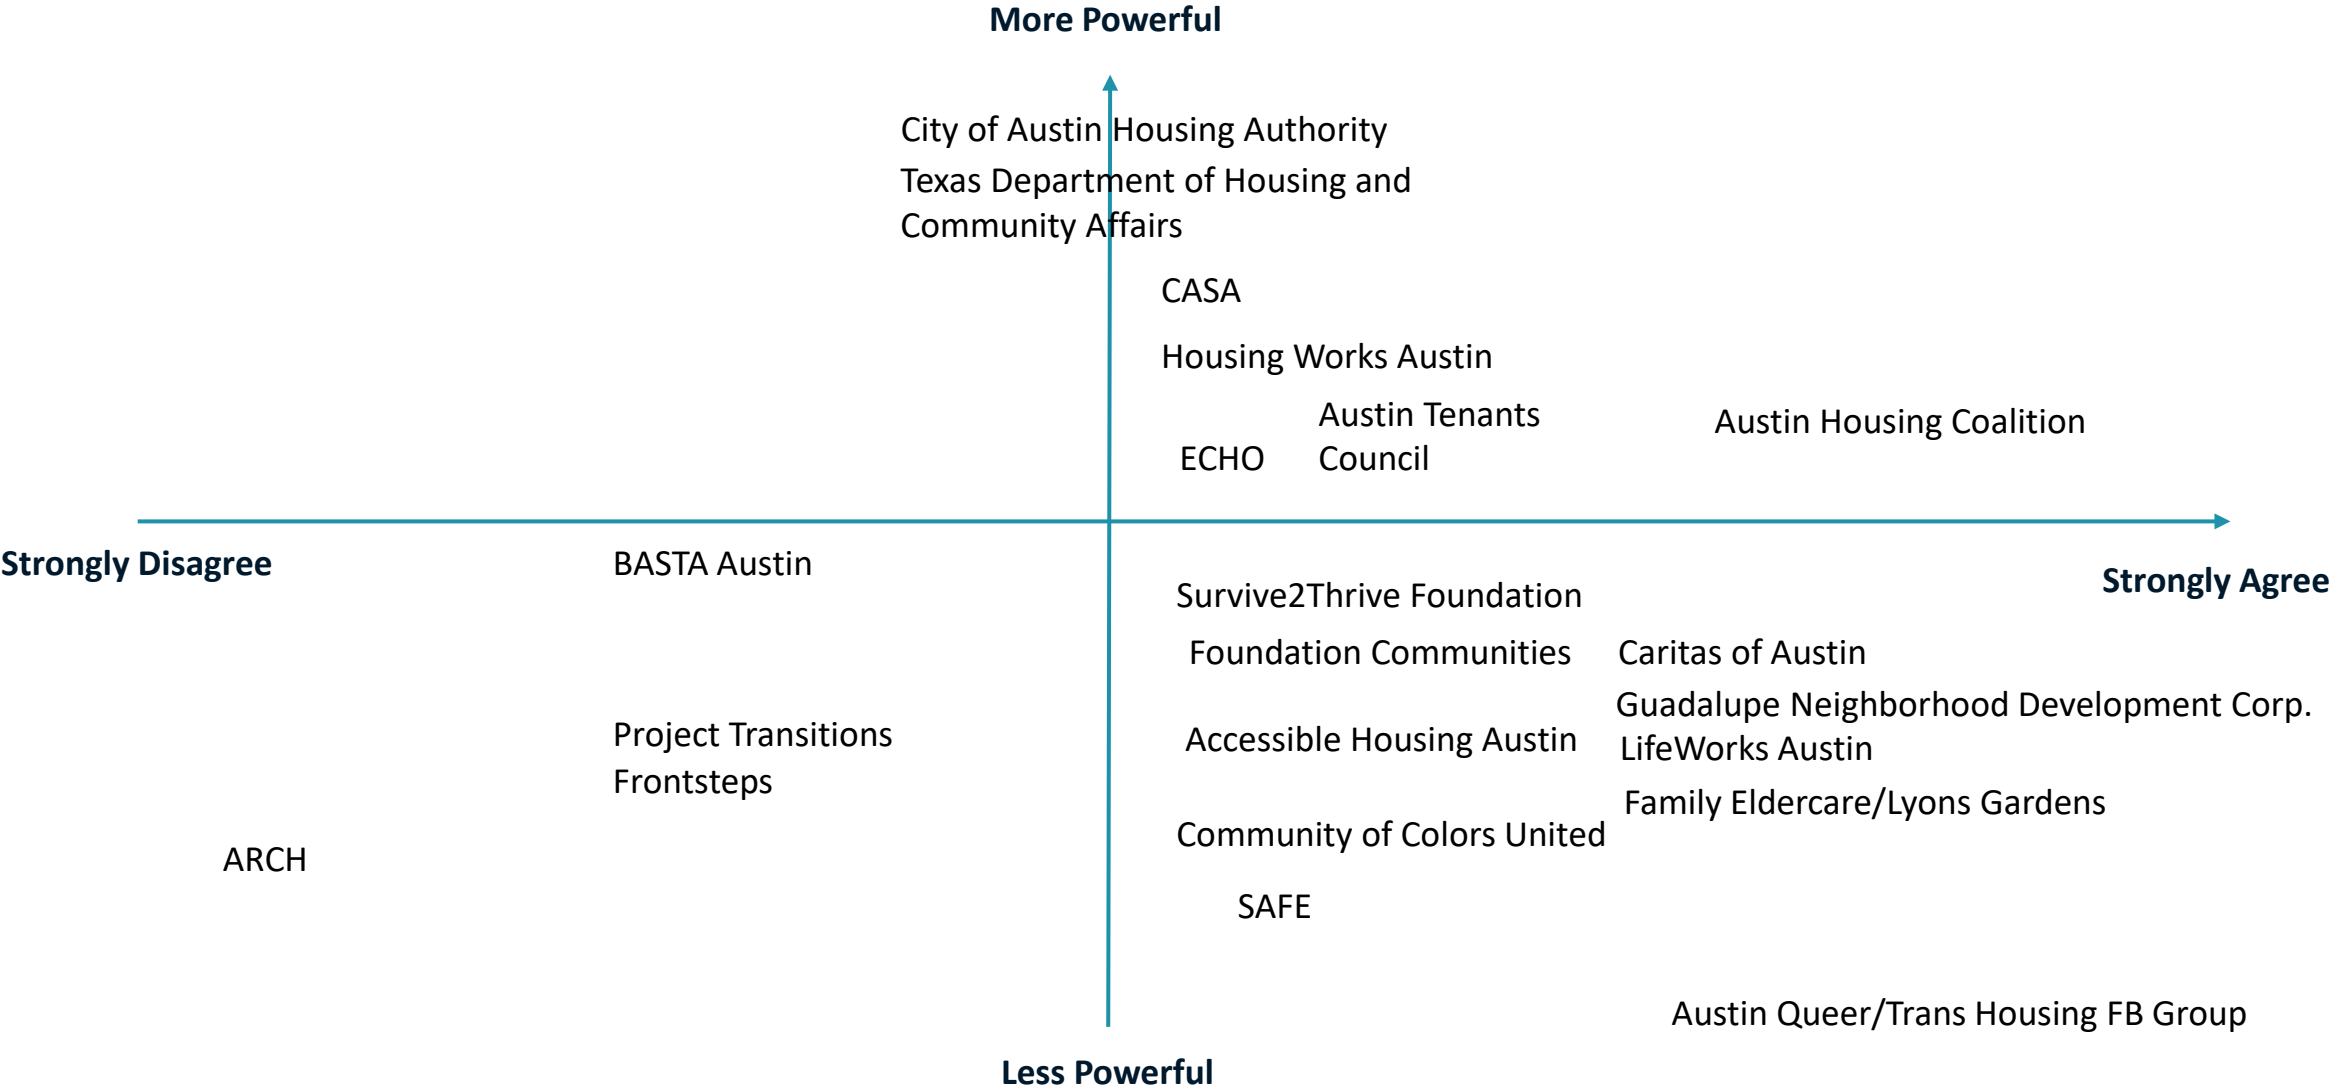 More Powerful
City of Austin Housing Authority
Texas Department of Housing and
Community Affairs
CASA
Housing Works Austin
Austin Tenants
Council
Austin Housing Coalition
ECHO
Strongly Disagree
BASTA Austin
Strongly Agree
Survive2Thrive Foundation
Foundation Communities
Caritas of Austin
Guadalupe Neighborhood Development Corp.
Project Transitions
Accessible Housing Austin
LifeWorks Austin
Frontsteps
Family Eldercare/Lyons Gardens
Community of Colors United
ARCH
SAFE
Austin Queer/Trans Housing FB Group
Less Powerful